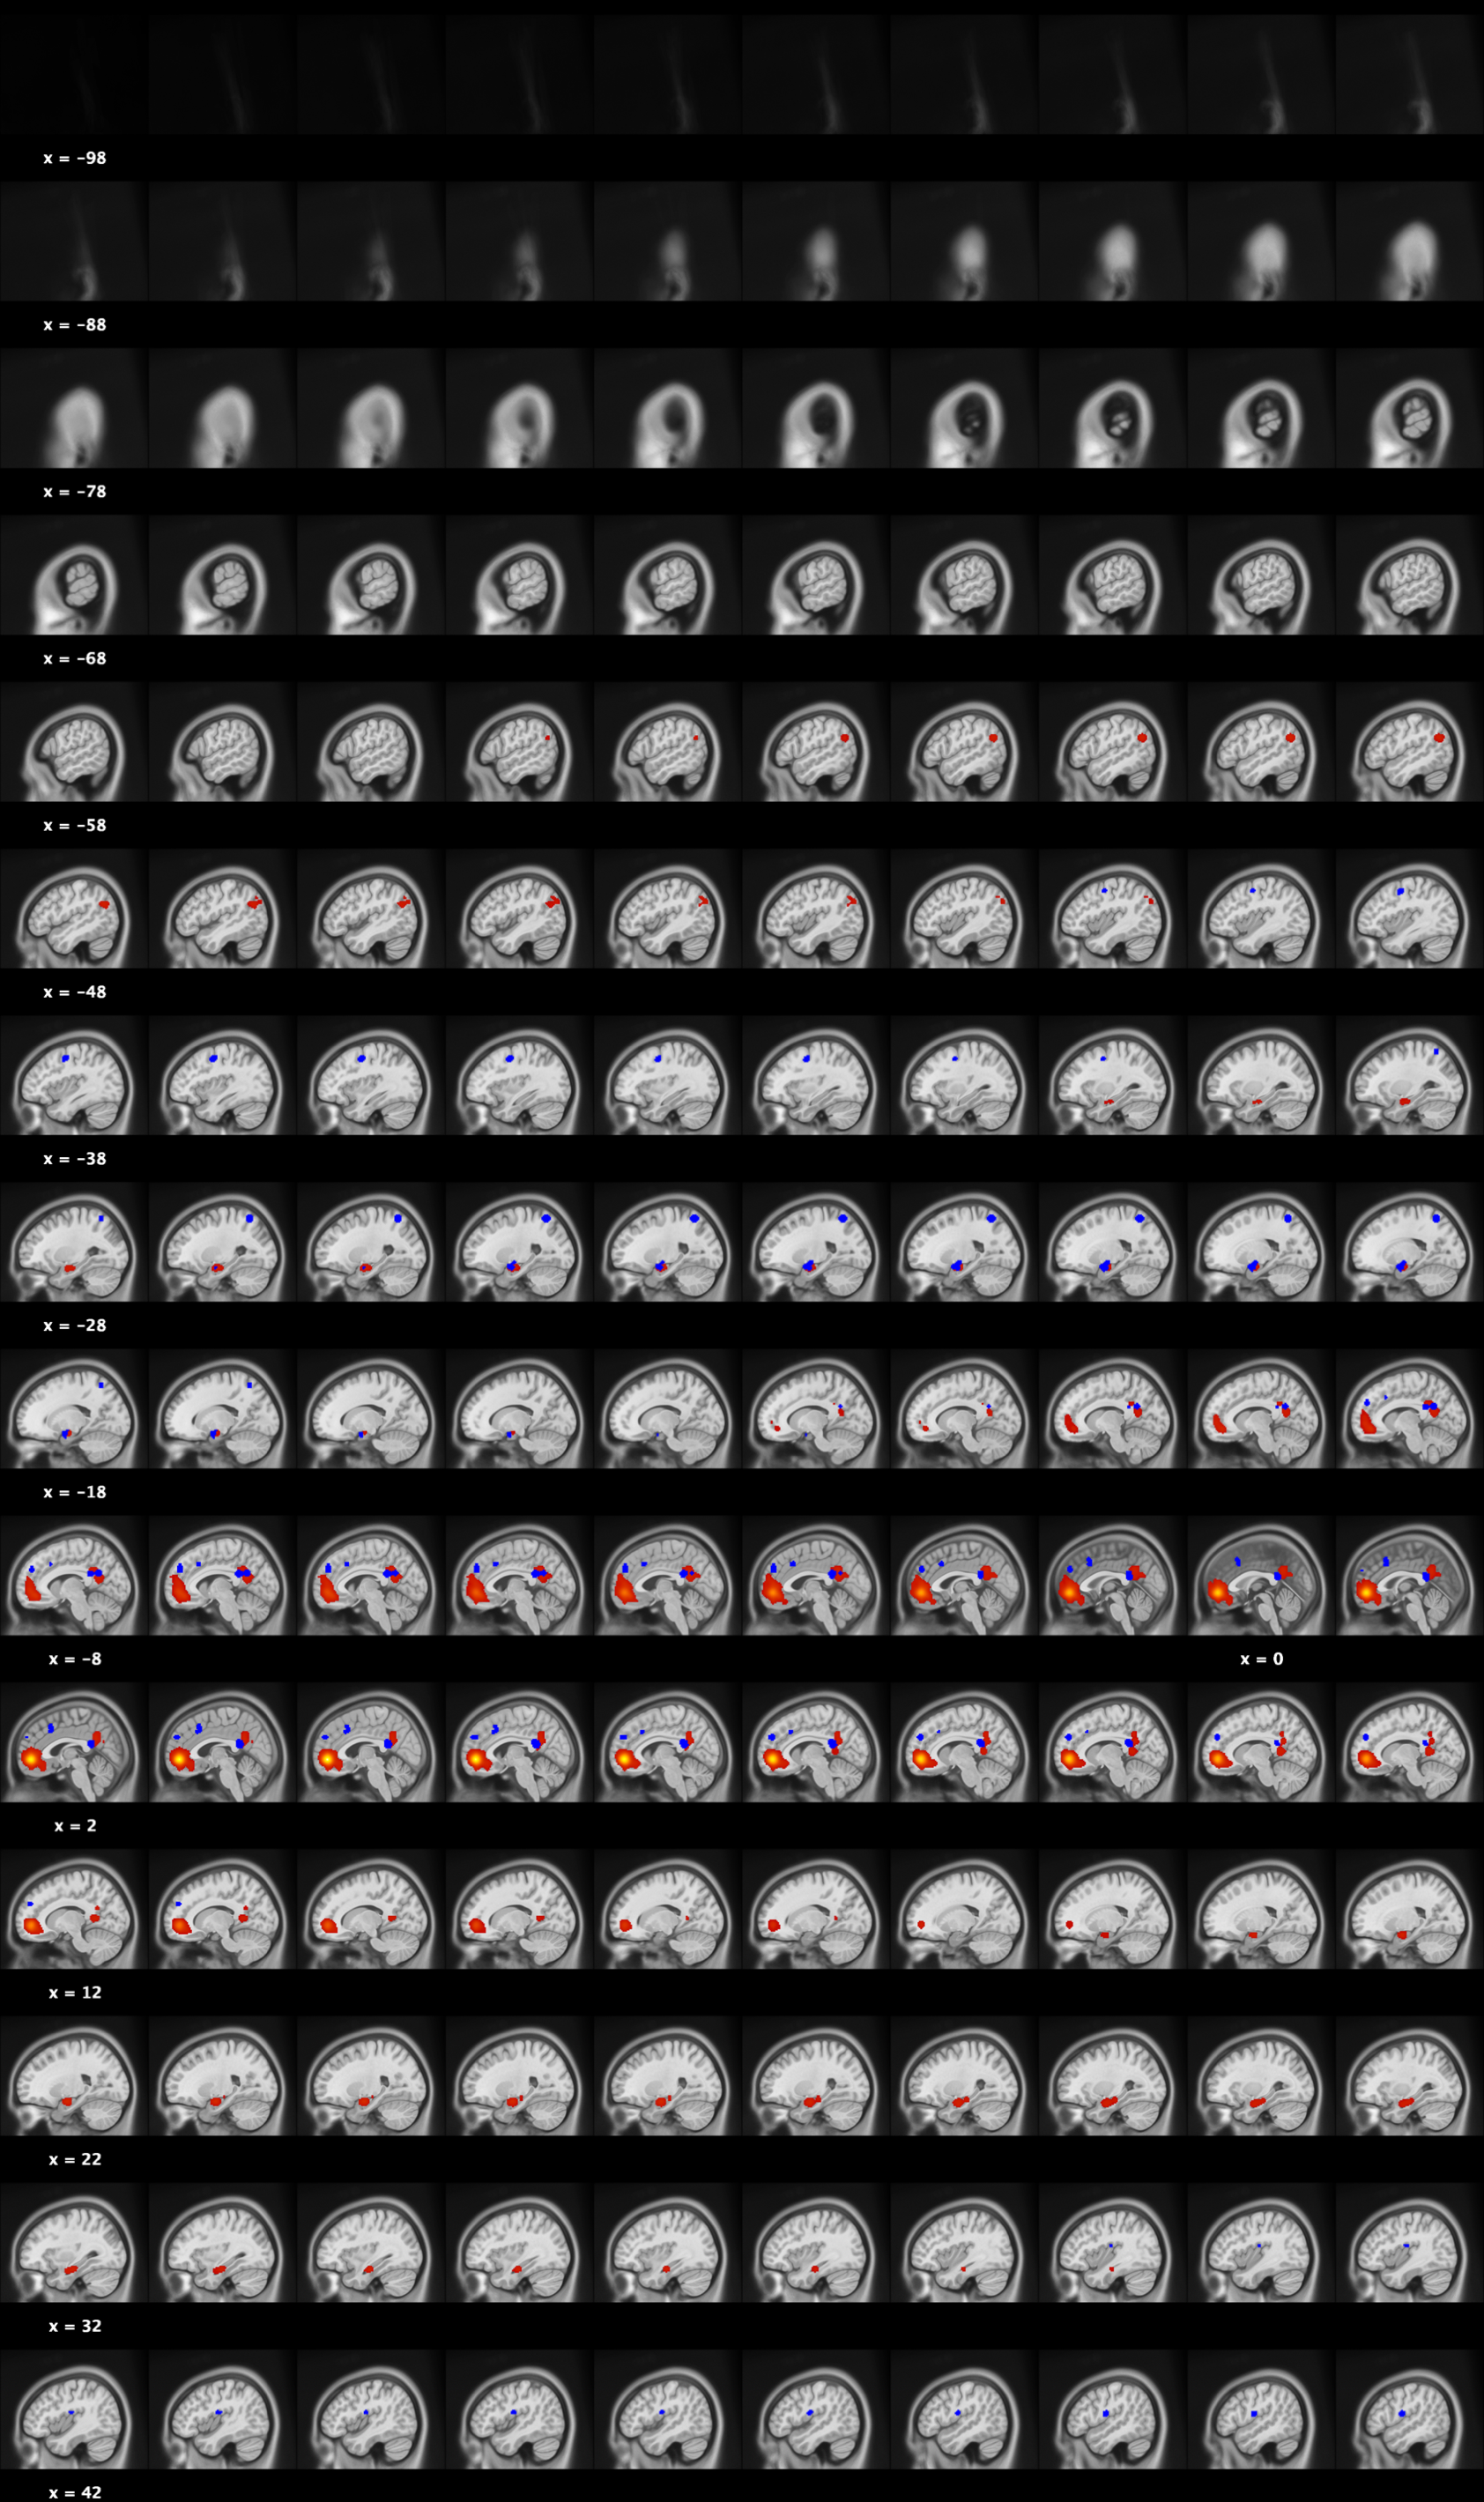 x = -98
x = -88
x = -78
x = -68
x = -58
x = -48
x = -38
x = -28
x = -18
x = -8
x = 0
x = 2
x = 12
x = 22
x = 32
x = 42